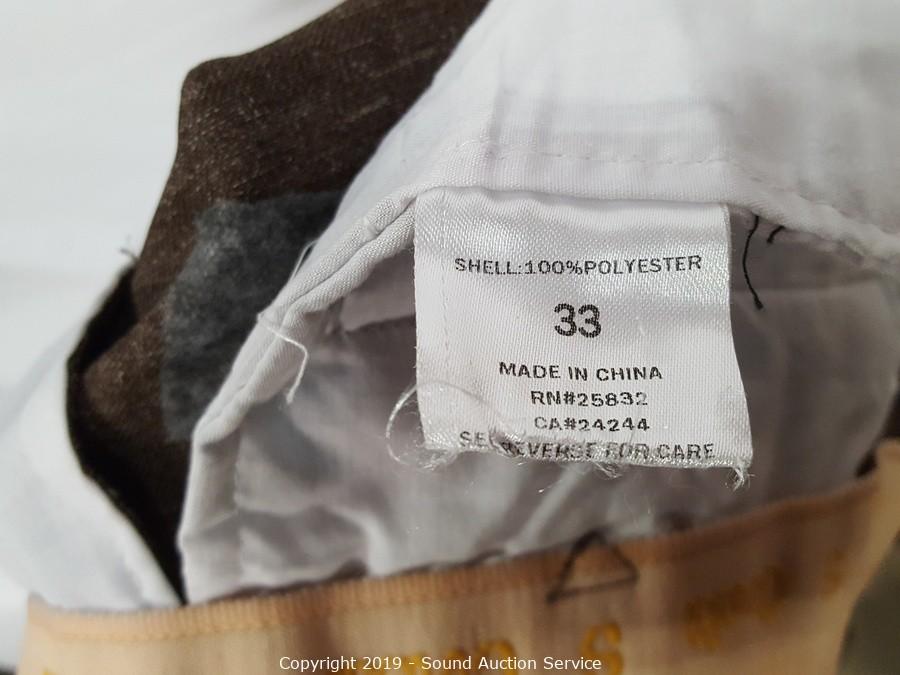 SHELL:100%POLYESTER
33
MADE IN CHINA
RN#25832
CA#24244
SEE REVERSE FOR CARE
Copyright 2019 - Sound Auction Service